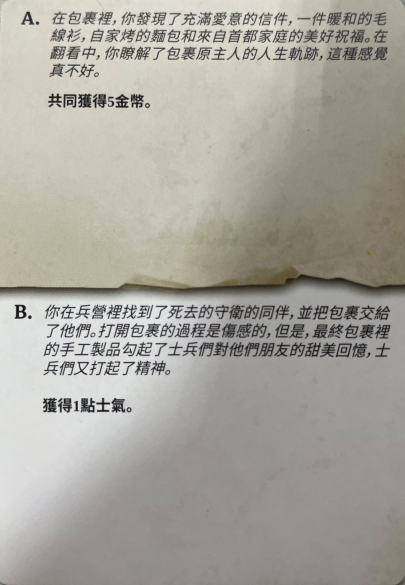 A. 在包裹裡，你發現了充滿愛意的信件，一件暖和的毛
線衫，自家烤的麵包和來自首都家庭的美好祝福。在
翻看中，你瞭解了包裹原主人的人生軌跡，這種感覺
真不好。
共同獲得5金幣。
B. 你在兵營裡找到了死去的守衛的同伴，並把包裹交給
了他們。打開包裹的過程是傷感的，但是，最終包裹裡
的手工製品勾起了士兵們對他們朋友的甜美回憶，士
兵們又打起了精神。
獲得1點士氣。